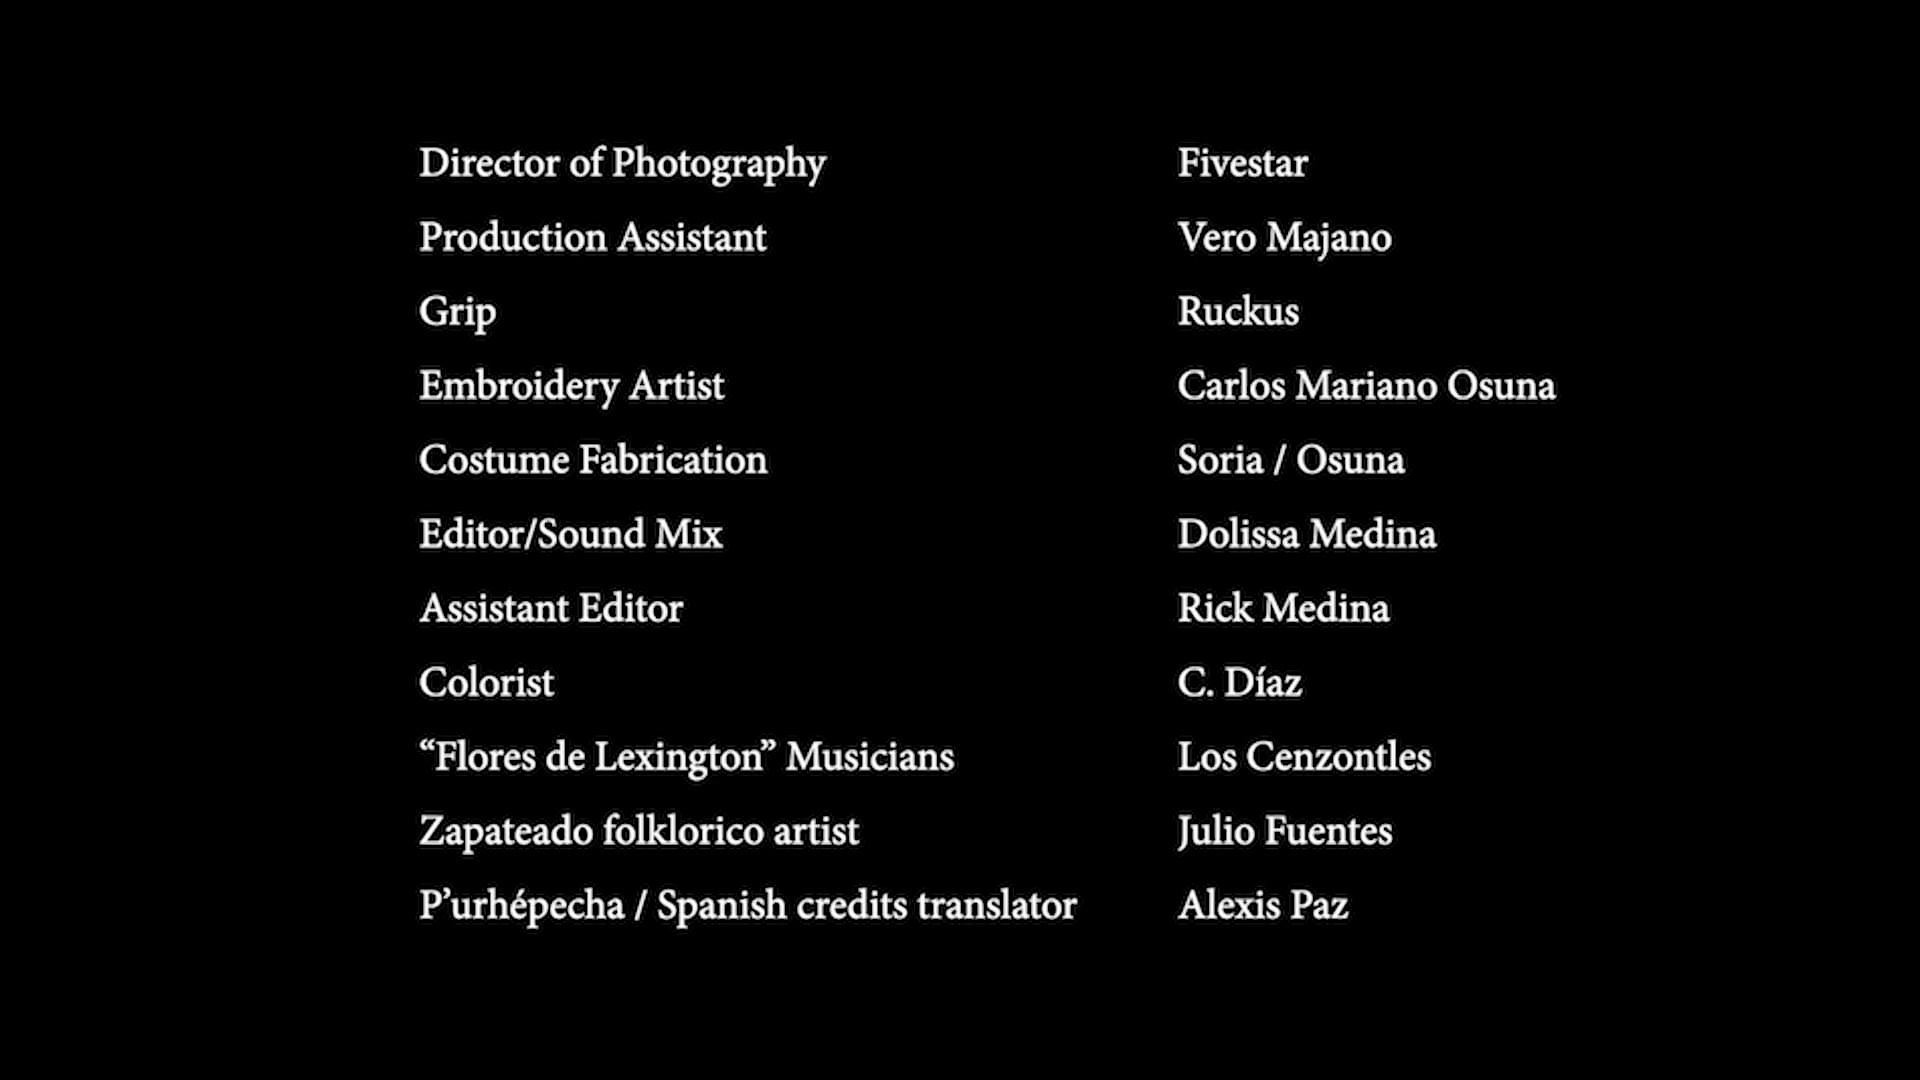 Director of Photography Fivestar
Production Assistant Vero Majano
Grip Ruckus
Embroidery Artist Carlos Mariano Osuna
Costume Fabrication Soria / Osuna
Editor/Sound Mix Dolissa Medina
Assistant Editor Rick Medina
Colorist C. Díaz
“Flores de Lexington” Musicians Los Cenzontles
Zapateado folklorico artist Julio Fuentes
P’urhépecha / Spanish credits translator Alexis Paz